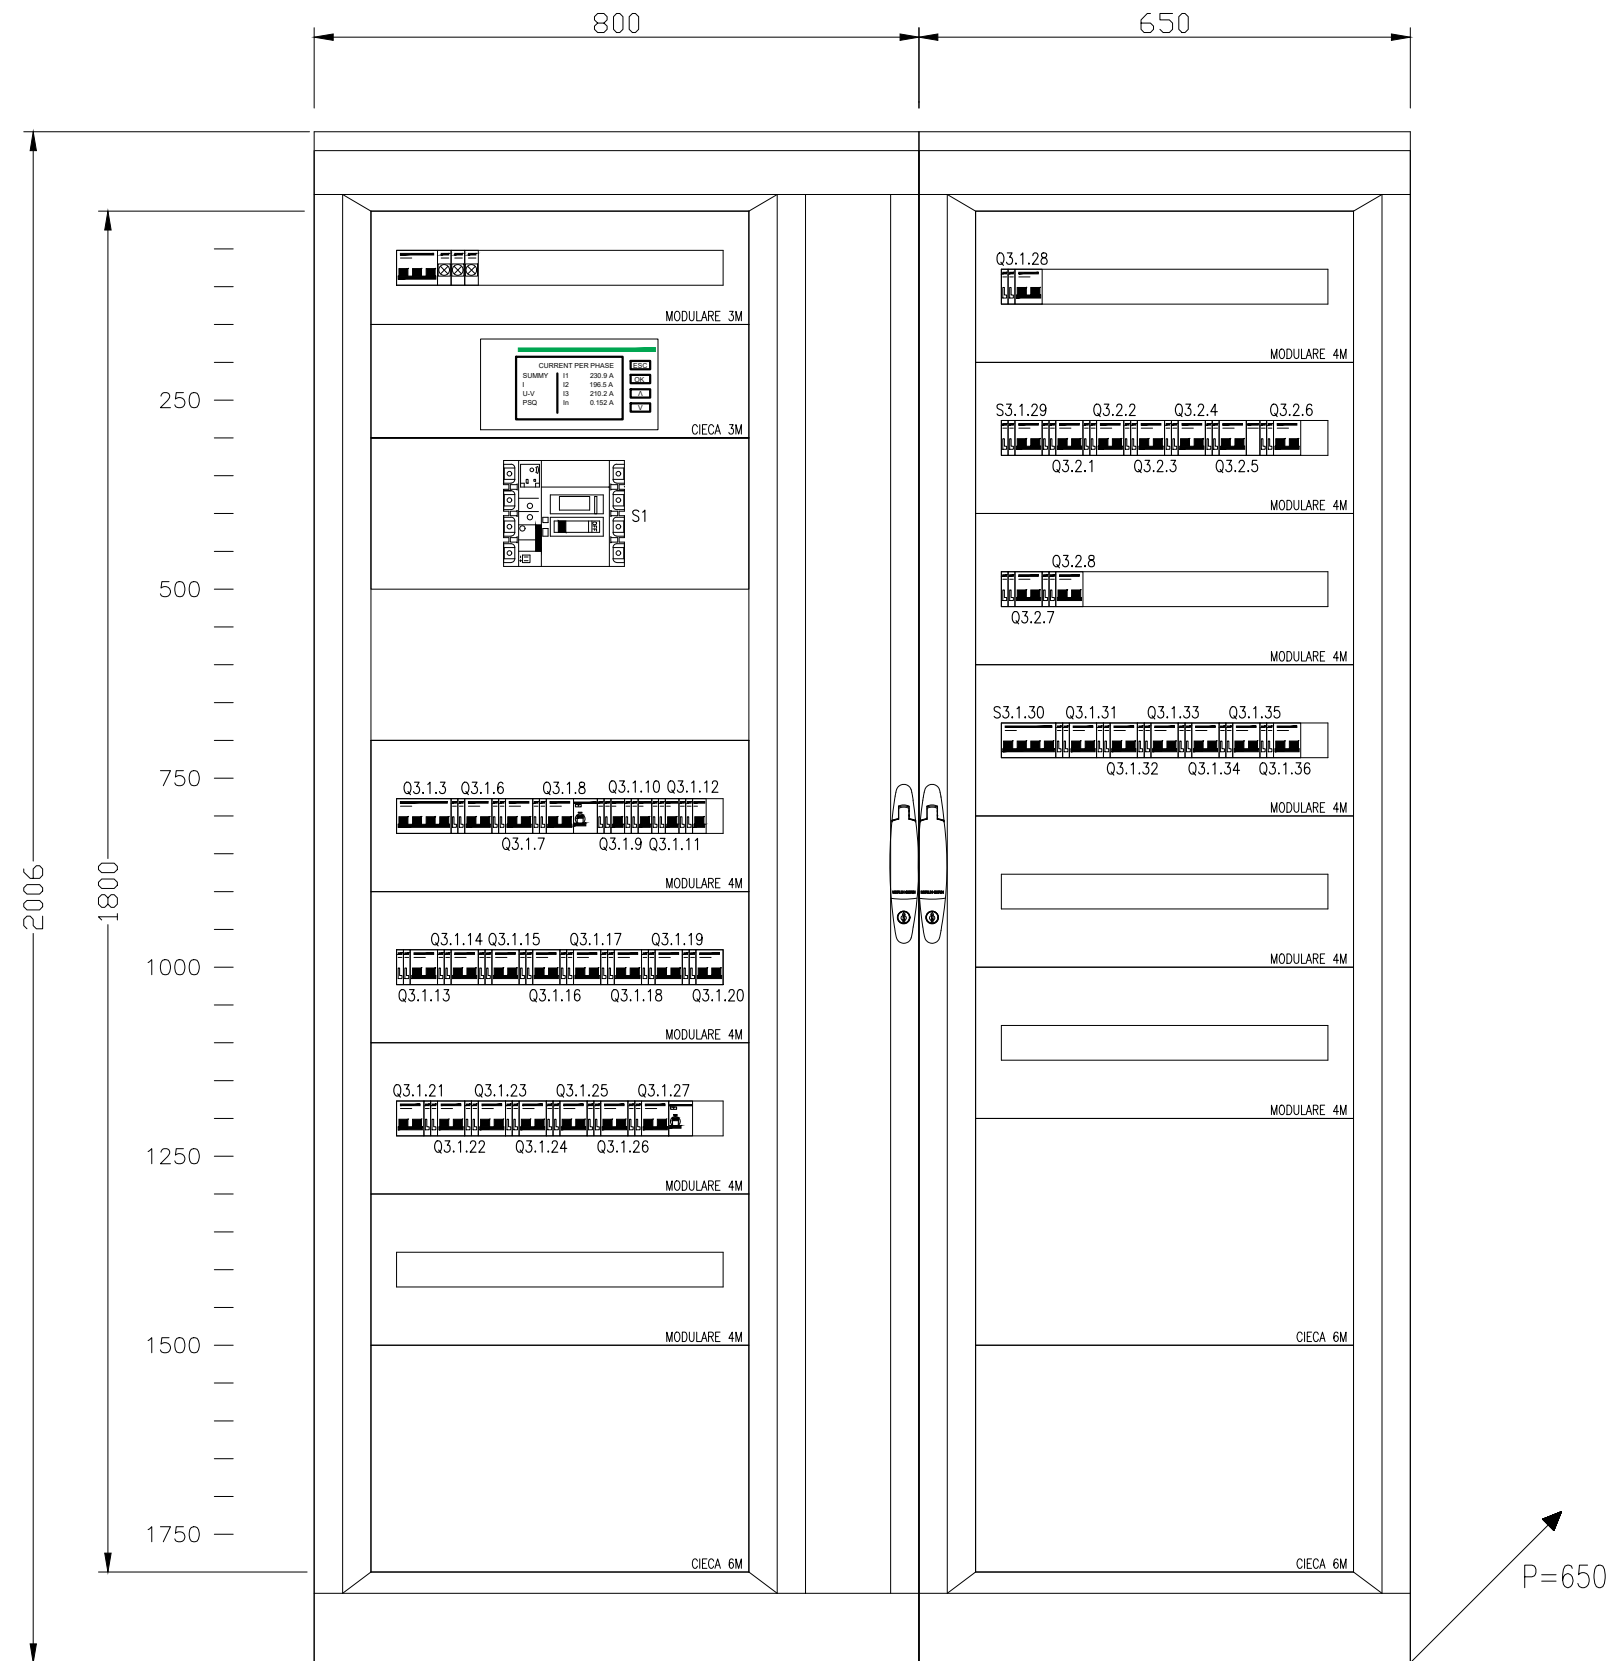 800
650
2006
1800
250
500
750
1000
1250
1500
1750
MODULARE 3M
CURRENT PER PHASE
SUMMY I1 230.9 A
I I2 196.5 A
U-V I3 210.2 A
PSQ In 0.152 A
ESC
OK
CIECA 3M
S1
Q3.1.3 Q3.1.6 Q3.1.8 Q3.1.10 Q3.1.12
Q3.1.7 Q3.1.9 Q3.1.11
MODULARE 4M
Q3.1.14 Q3.1.15 Q3.1.17 Q3.1.19
Q3.1.13 Q3.1.16 Q3.1.18 Q3.1.20
MODULARE 4M
Q3.1.21 Q3.1.23 Q3.1.25 Q3.1.27
Q3.1.22 Q3.1.24 Q3.1.26
MODULARE 4M
MODULARE 4M
CIECA 6M
Q3.1.28
MODULARE 4M
S3.1.29 Q3.2.2 Q3.2.4 Q3.2.6
Q3.2.1 Q3.2.3 Q3.2.5
MODULARE 4M
Q3.2.8
Q3.2.7
MODULARE 4M
S3.1.30 Q3.1.31 Q3.1.33 Q3.1.35
Q3.1.32 Q3.1.34 Q3.1.36
MODULARE 4M
MODULARE 4M
MODULARE 4M
CIECA 6M
CIECA 6M
P=650